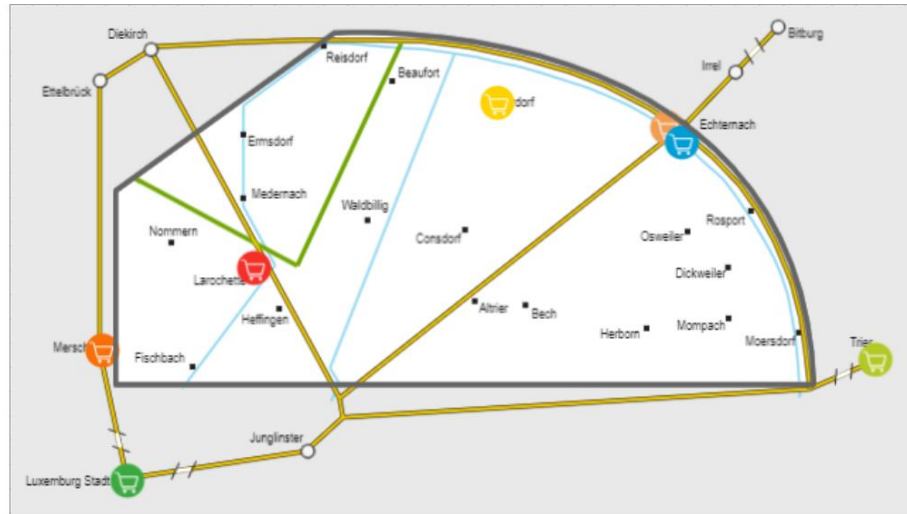 Bitburg
Diekirch
Reisdorf
Irrel
Beaufort
Ettelbrück
dorf
Echternach
Ermsdorf
Medernach
Waldbillig
Rosport
Nommern
Consdorf
Osweiler
Larochette
Dickweiler
Heffingen
Altrier
Bech
Herborn
Mompach
Moersdorf
Trier
Mersch
Fischbach
Junglinster
Luxemburg Stadt